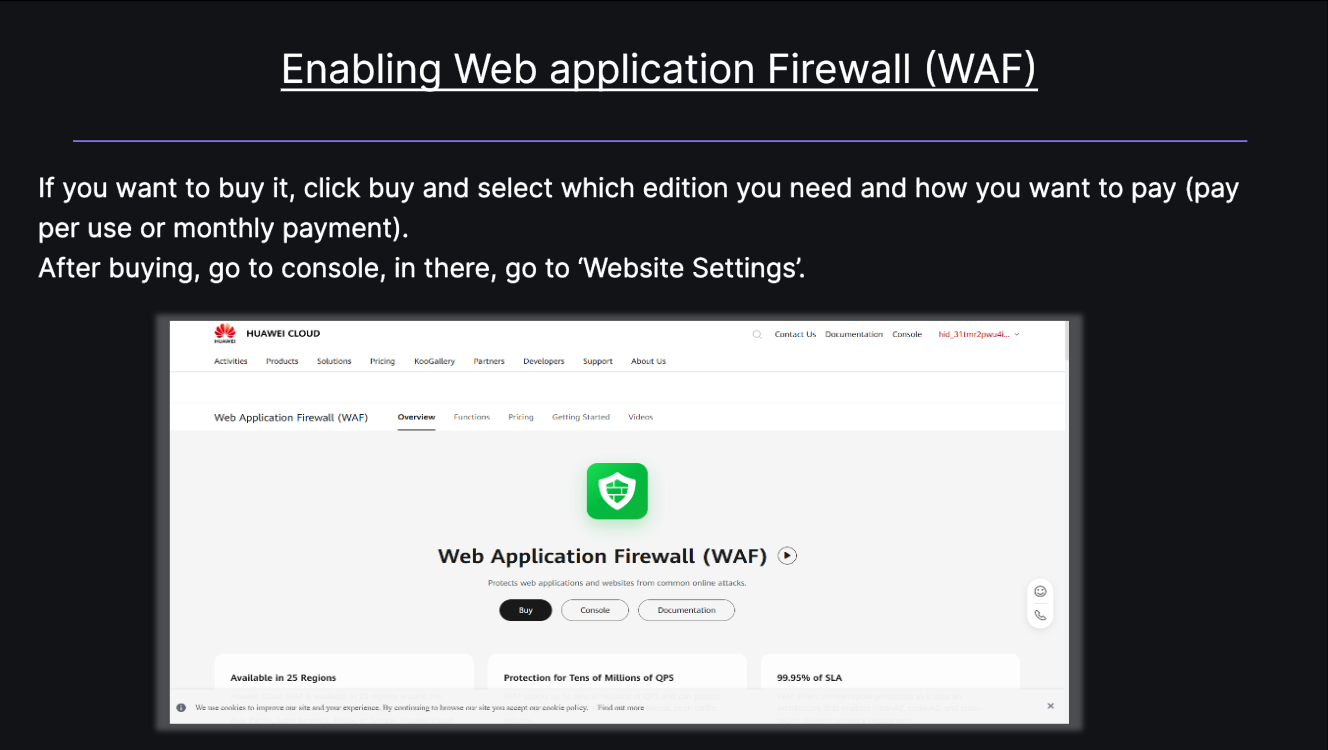 Enabling Web application Firewall (WAF)
If you want to buy it, click buy and select which edition you need and how you want to pay (pay
per use or monthly payment).
After buying, go to console, in there, go to ‘Website Settings’.
HUAWEI
HUAWEI CLOUD
Contact Us Documentation Console hid_31tmr2pwu4i...
Activities Products Solutions Pricing KooGallery Partners Developers Support About Us
Web Application Firewall (WAF) Overview Functions Pricing Getting Started Videos
Web Application Firewall (WAF)
Protects web applications and websites from common online attacks.
Buy Console Documentation
Available in 25 Regions Protection for Tens of Millions of QPS 99.95% of SLA
We use cookies to improve our site and your experience. By continuing to browse our site you accept our cookie policy. Find out more